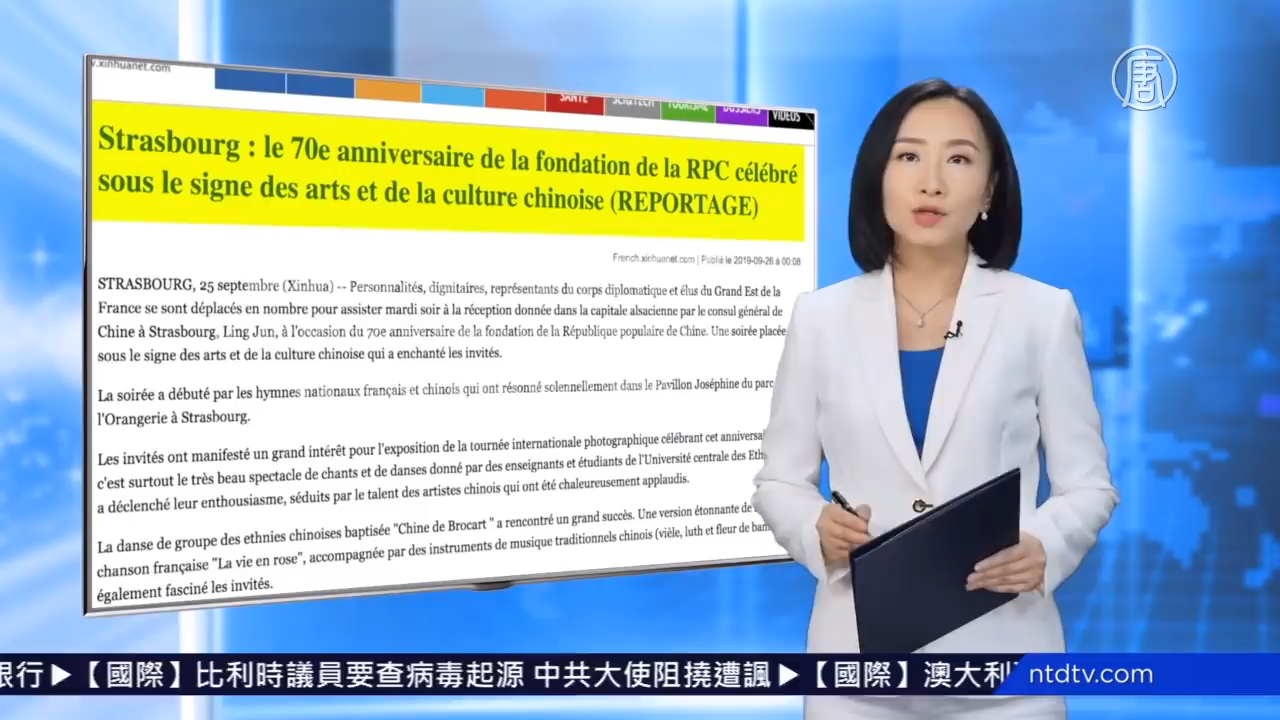 v.xinhuanet.com
SANTE
SCI&TECH
TOURISME
DOSSIERS
VIDEOS
唐
Strasbourg : le 70e anniversaire de la fondation de la RPC célébré
sous le signe des arts et de la culture chinoise (REPORTAGE)
French.xinhuanet.com | Publié le 2019-09-26 à 00:08
STRASBOURG, 25 septembre (Xinhua) -- Personnalités, dignitaires, représentants du corps diplomatique et élus du Grand Est de la
France se sont déplacés en nombre pour assister mardi soir à la réception donnée dans la capitale alsacienne par le consul général de
Chine à Strasbourg, Ling Jun, à l'occasion du 70e anniversaire de la fondation de la République populaire de Chine. Une soirée placée
sous le signe des arts et de la culture chinoise qui a enchanté les invités.
La soirée a débuté par les hymnes nationaux français et chinois qui ont résonné solennellement dans le Pavillon Joséphine du parc
l'Orangerie à Strasbourg.
Les invités ont manifesté un grand intérêt pour l'exposition de la tournée internationale photographique célébrant cet anniversa
c'est surtout le très beau spectacle de chants et de danses donné par des enseignants et étudiants de l'Université centrale des Eth
a déclenché leur enthousiasme, séduits par le talent des artistes chinois qui ont été chaleureusement applaudis.
La danse de groupe des ethnies chinoises baptisée "Chine de Brocart " a rencontré un grand succès. Une version étonnante de
chanson française "La vie en rose", accompagnée par des instruments de musique traditionnels chinois (vièle, luth et fleur de bam
également fasciné les invités.
銀行▶【國際】比利時議員要查病毒起源 中共大使阻撓遭諷▶【國際】澳大利
ntdtv.com